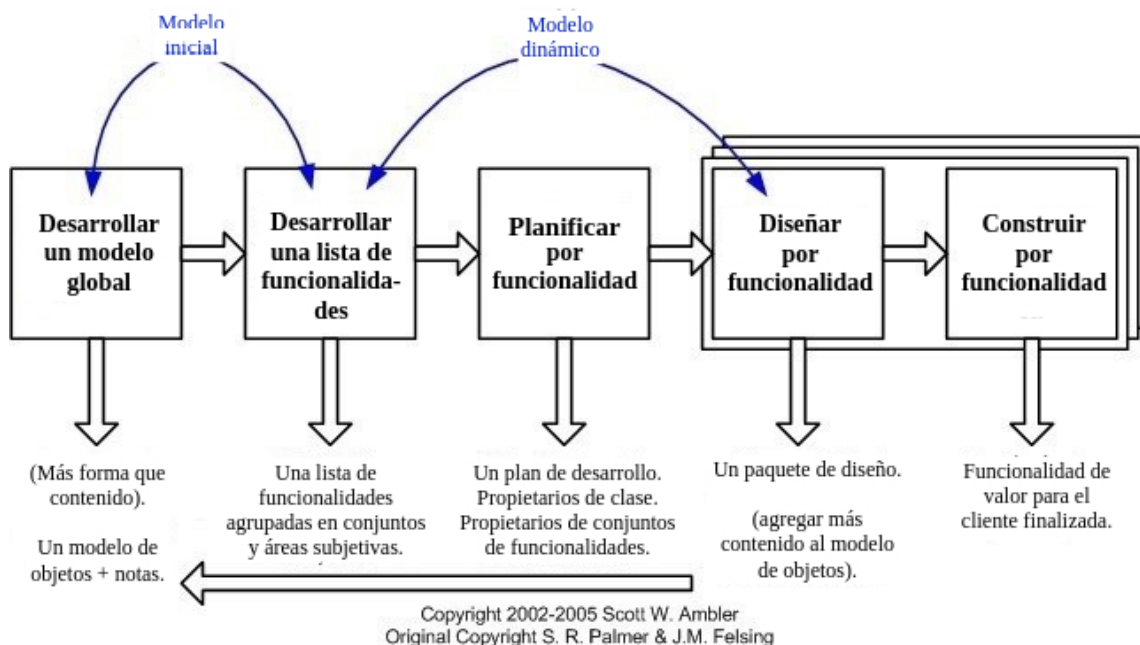 Modelo
inicial
Modelo
dinámico
Desarrollar
un modelo
global
Desarrollar
una lista de
funcionalida-
des
Planificar
por
funcionalidad
Diseñar
por
funcionalidad
Construir
por
funcionalidad
(Más forma que
contenido).
Un modelo de
objetos + notas.
Una lista de
funcionalidades
agrupadas en conjuntos
y áreas subjetivas.
Un plan de desarrollo.
Propietarios de clase.
Propietarios de conjuntos
de funcionalidades.
Un paquete de diseño.
(agregar más
contenido al modelo
de objetos).
Funcionalidad de
valor para el
cliente finalizada.
Copyright 2002-2005 Scott W. Ambler
Original Copyright S. R. Palmer & J.M. Felsing